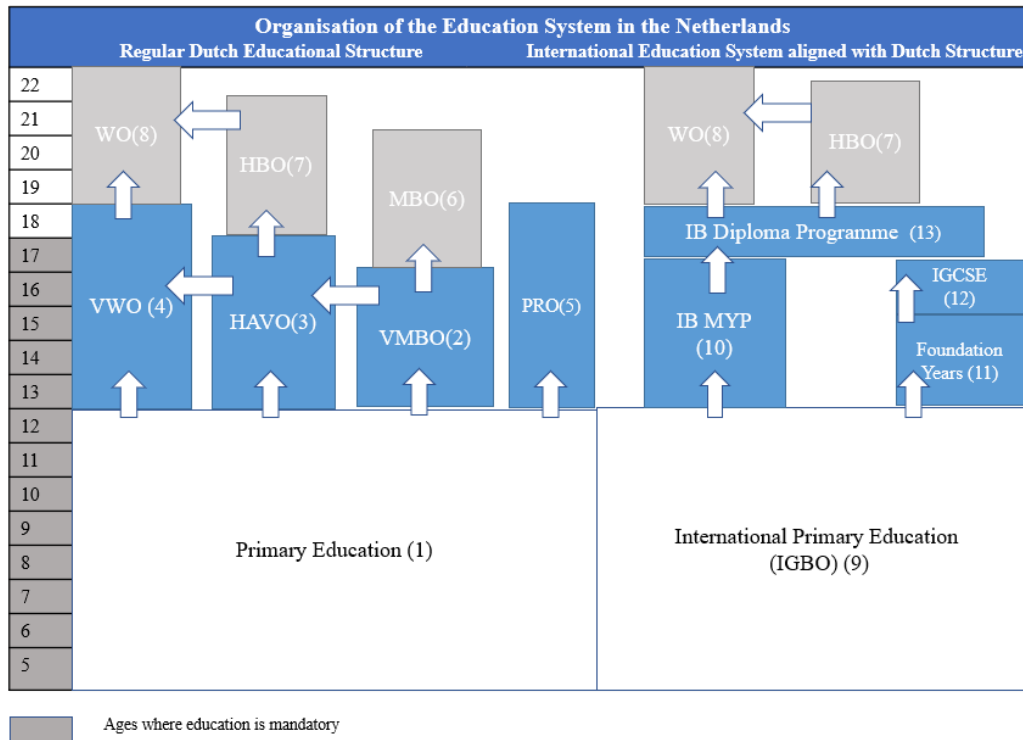 Organisation of the Education System in the Netherlands
Regular Dutch Educational Structure
International Education System aligned with Dutch Structure
22
21
20
19
18
17
16
15
14
13
12
11
10
9
8
7
6
5
WO(8)
HBO(7)
MBO(6)
VWO (4)
HAVO(3)
VMBO(2)
PRO(5)
WO(8)
HBO(7)
IB Diploma Programme (13)
IB MYP
(10)
IGCSE
(12)
Foundation
Years (11)
Primary Education (1)
International Primary Education
(IGBO) (9)
Ages where education is mandatory